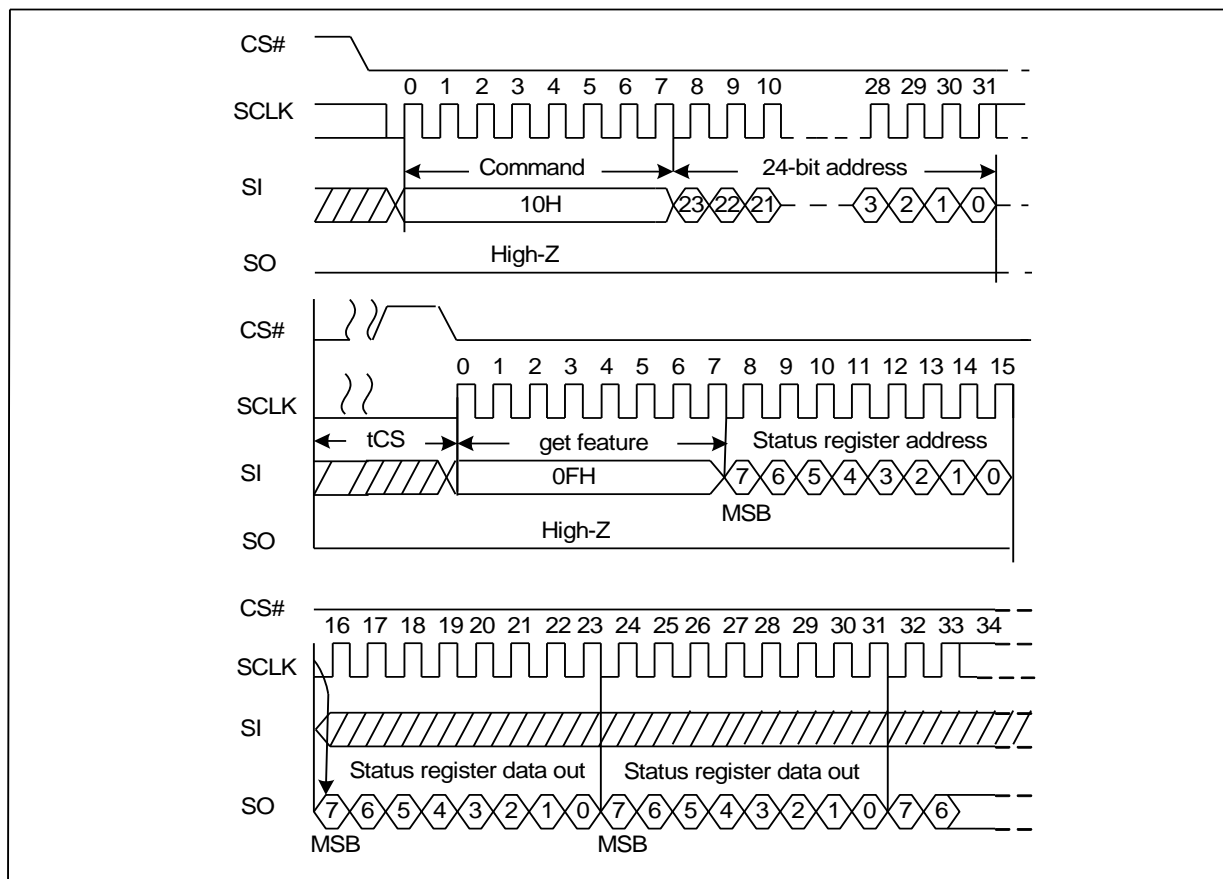 CS#
0 1 2 3 4 5 6 7 8 9 10 28 29 30 31
SCLK
Command 24-bit address
SI
10H 23 22 21 3 2 1 0
High-Z
SO
CS#
0 1 2 3 4 5 6 7 8 9 10 11 12 13 14 15
SCLK
tCS get feature Status register address
SI
0FH 7 6 5 4 3 2 1 0
MSB
High-Z
SO
CS#
16 17 18 19 20 21 22 23 24 25 26 27 28 29 30 31 32 33 34
SCLK
SI
Status register data out Status register data out
SO
7 6 5 4 3 2 1 0 7 6 5 4 3 2 1 0 7 6
MSB MSB